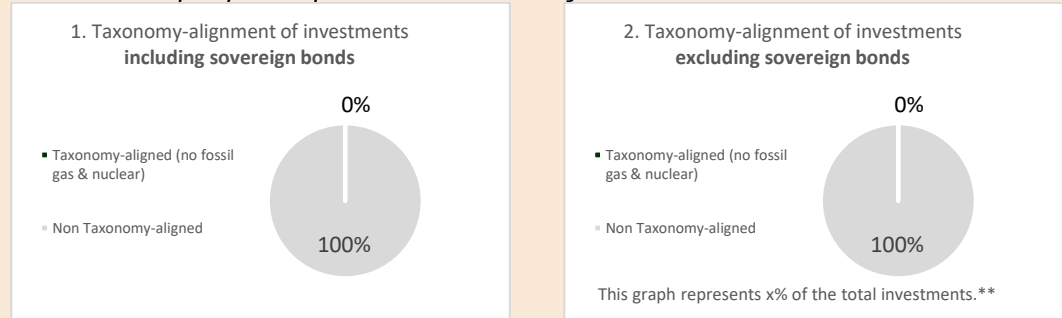 1. Taxonomy-alignment of investments
including sovereign bonds
0%
Taxonomy-aligned (no fossil
gas & nuclear)
Non Taxonomy-aligned
100%
2. Taxonomy-alignment of investments
excluding sovereign bonds
0%
Taxonomy-aligned (no fossil
gas & nuclear)
Non Taxonomy-aligned
100%
This graph represents x% of the total investments.**